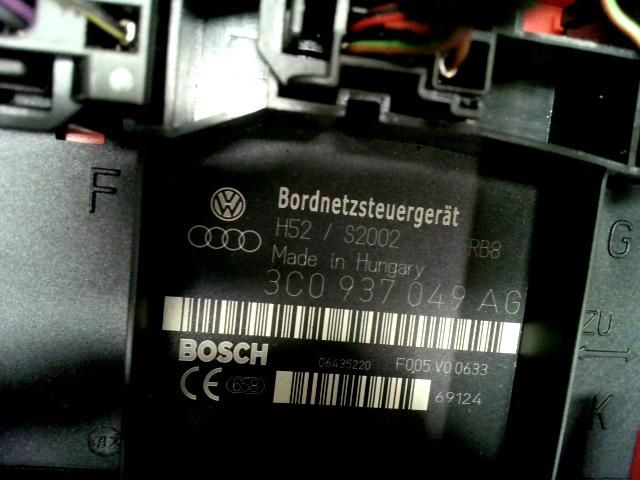 F
Bordnetzsteuergerät
H52 / S2002 RB8
Made in Hungary
3C0 937 049 AG
G
ZU
BOSCH 06435220 F005 V0 0633
CE 658 69124
K